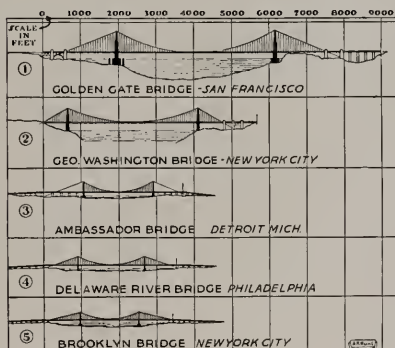 SCALE IN FEET 0 1000 2000 3000 4000 5000 6000 7000 8000 9000
① GOLDEN GATE BRIDGE - SAN FRANCISCO
② GEO. WASHINGTON BRIDGE - NEW YORK CITY
③ AMBASSADOR BRIDGE DETROIT MICH.
④ DELAWARE RIVER BRIDGE PHILADELPHIA
⑤ BROOKLYN BRIDGE NEW YORK CITY